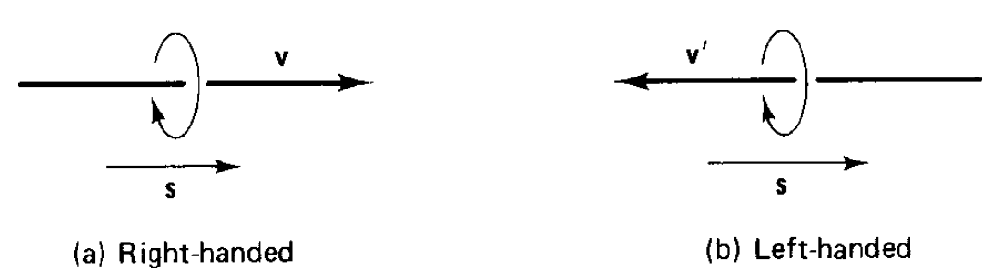 v
v'
s
s
(a) Right-handed
(b) Left-handed